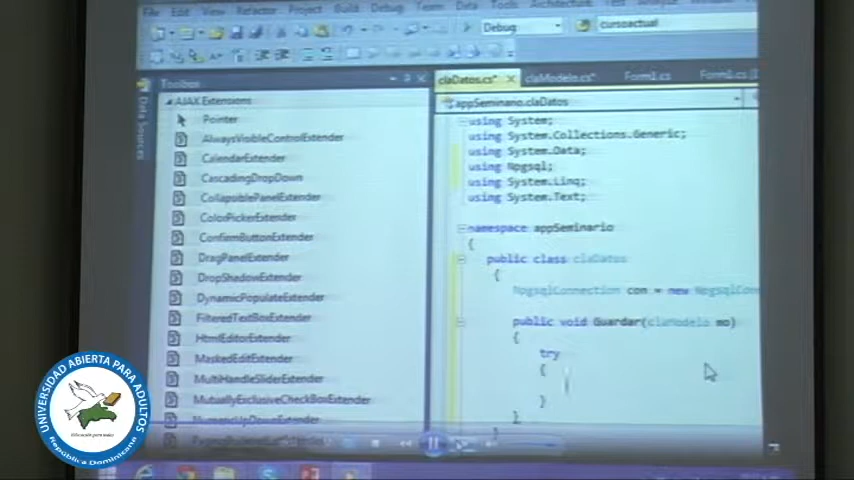 File Edit View Refactor Project Build Debug Team Data Tools Architecture
Debug
cursoactual
Toolbox
claDatos.cs*
claModelo.cs*
Form1.cs
Form1.cs [D
AJAX Extensions
appSeminario.claDatos
Data Sources
Pointer
AlwaysVisibleControlExtender
CalendarExtender
CascadingDropDown
CollapsiblePanelExtender
ColorPickerExtender
ConfirmButtonExtender
DragPanelExtender
DropShadowExtender
DynamicPopulateExtender
FilteredTextBoxExtender
HtmlEditorExtender
MaskedEditExtender
MultiHandleSliderExtender
MutuallyExclusiveCheckBoxExtender
NumericUpDownExtender
using System;
using System.Collections.Generic;
using System.Data;
using Npgsql;
using System.Linq;
using System.Text;
namespace appSeminario
{
public class claDatos
{
NpgsqlConnection con = new NpgsqlCon
public void Guardar(claModelo mo)
{
try
{
}
}
UNIVERSIDAD ABIERTA PARA ADULTOS
República Dominicana